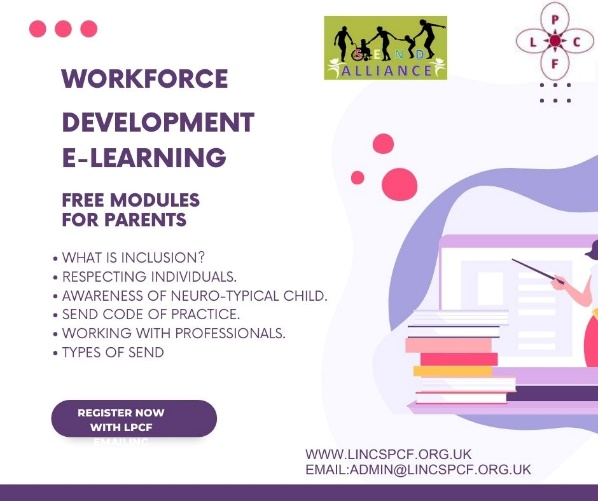 S E N D
ALLIANCE
P
L C
F
WORKFORCE
DEVELOPMENT
E-LEARNING
FREE MODULES
FOR PARENTS
• WHAT IS INCLUSION?
• RESPECTING INDIVIDUALS.
• AWARENESS OF NEURO-TYPICAL CHILD.
• SEND CODE OF PRACTICE.
• WORKING WITH PROFESSIONALS.
• TYPES OF SEND
REGISTER NOW
WITH LPCF
EMAILING
WWW.LINCSPCF.ORG.UK
EMAIL:ADMIN@LINCSPCF.ORG.UK